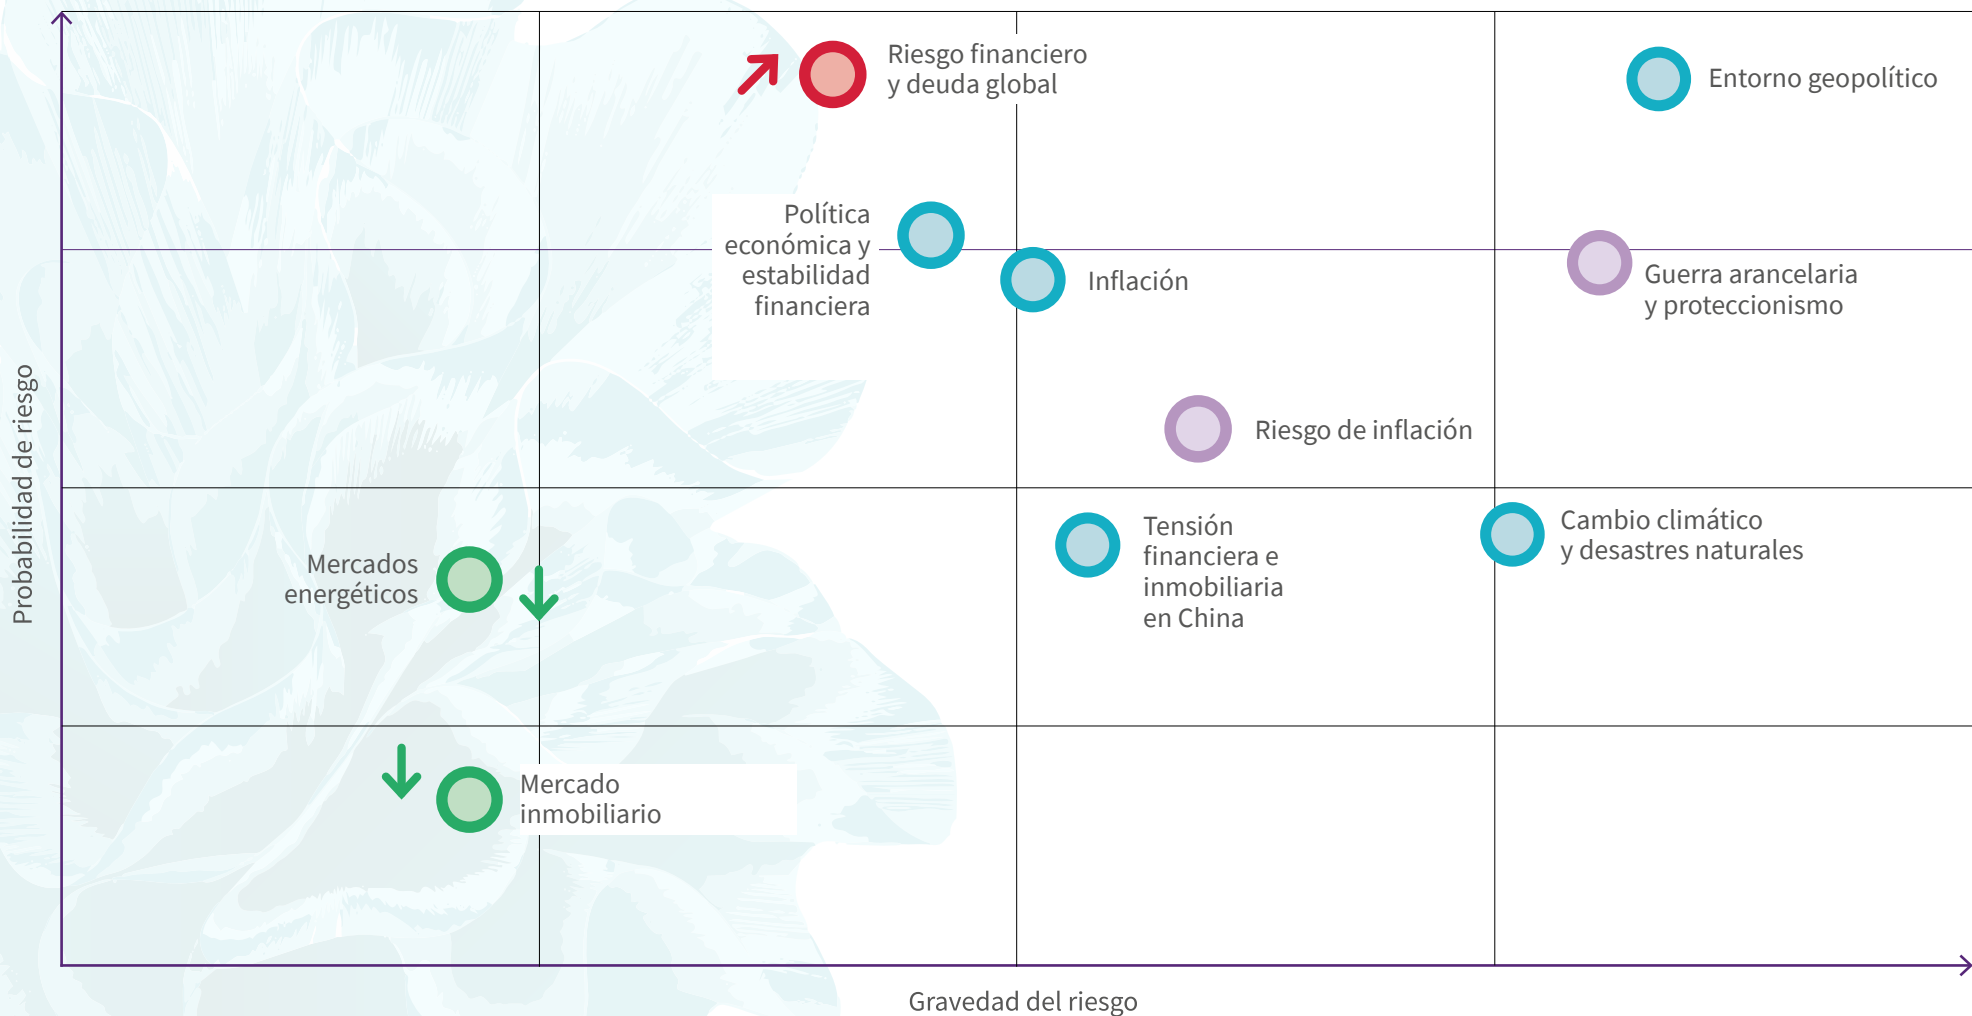 Riesgo financiero
y deuda global
Entorno geopolítico
Política
económica y
estabilidad
financiera
Inflación
Guerra arancelaria
y proteccionismo
Riesgo de inflación
Probabilidad de riesgo
Mercados
energéticos
Tensión
financiera e
inmobiliaria
en China
Cambio climático
y desastres naturales
Mercado
inmobiliario
Gravedad del riesgo